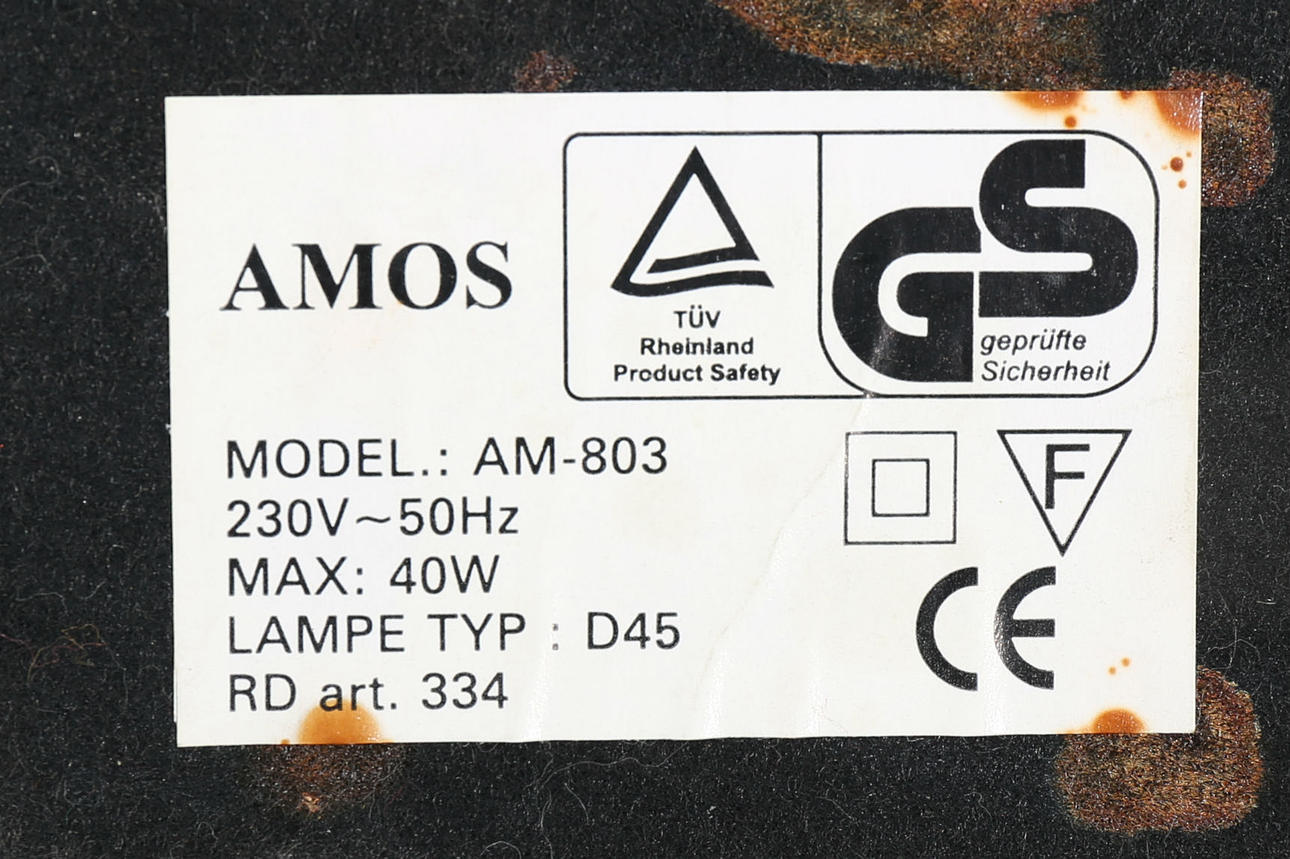 AMOS
TÜV
Rheinland
Product Safety
GS
geprüfte
Sicherheit
MODEL.: AM-803
230V~50Hz
MAX: 40W
LAMPE TYP : D45
RD art. 334
F
CE